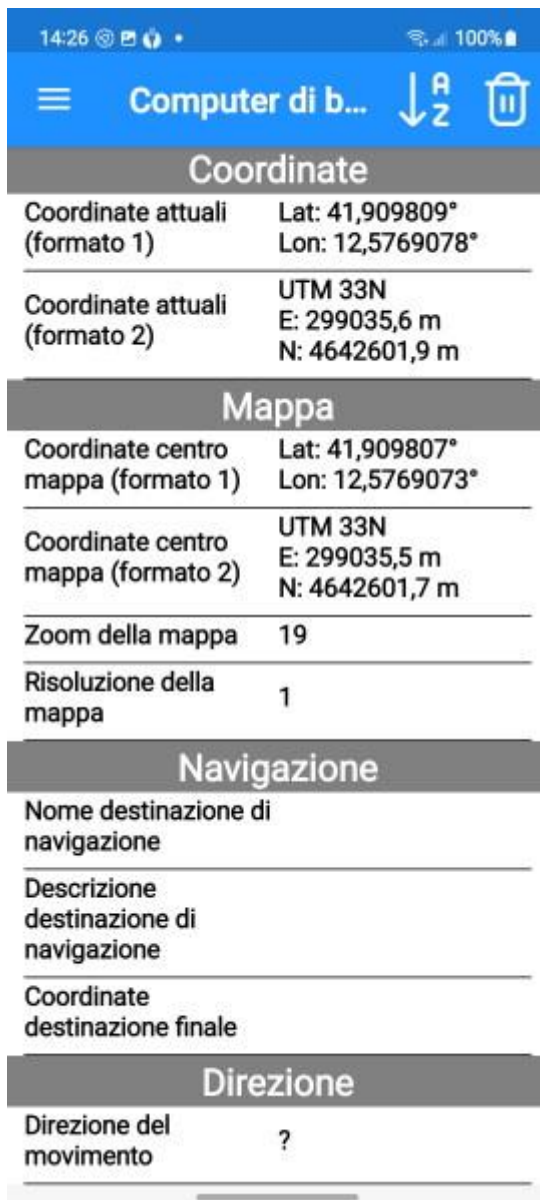 14:26 100%
Computer di b... A Z
Coordinate
Coordinate attuali Lat: 41,909809°
(formato 1) Lon: 12,5769078°
UTM 33N
Coordinate attuali E: 299035,6 m
(formato 2) N: 4642601,9 m
Mappa
Coordinate centro Lat: 41,909807°
mappa (formato 1) Lon: 12,5769073°
UTM 33N
Coordinate centro E: 299035,5 m
mappa (formato 2) N: 4642601,7 m
Zoom della mappa 19
Risoluzione della
mappa 1
Navigazione
Nome destinazione di
navigazione
Descrizione
destinazione di
navigazione
Coordinate
destinazione finale
Direzione
Direzione del
movimento ?